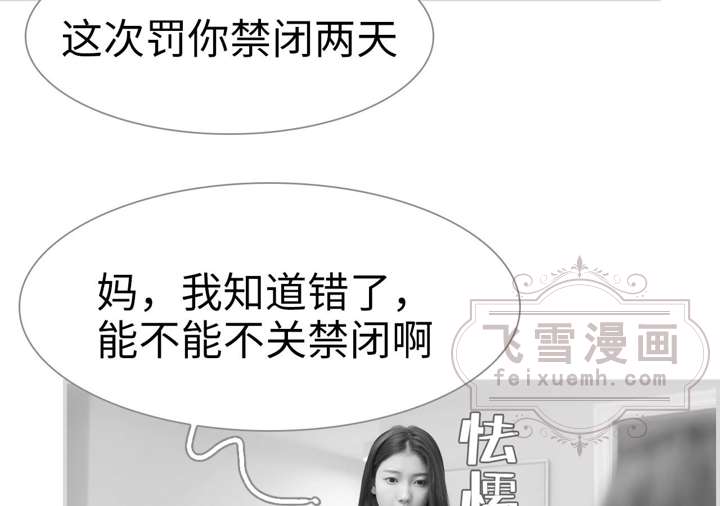 这次罚你禁闭两天
妈，我知道错了，
能不能不关禁闭啊
飞雪漫画
feixuemh.com
怯懦